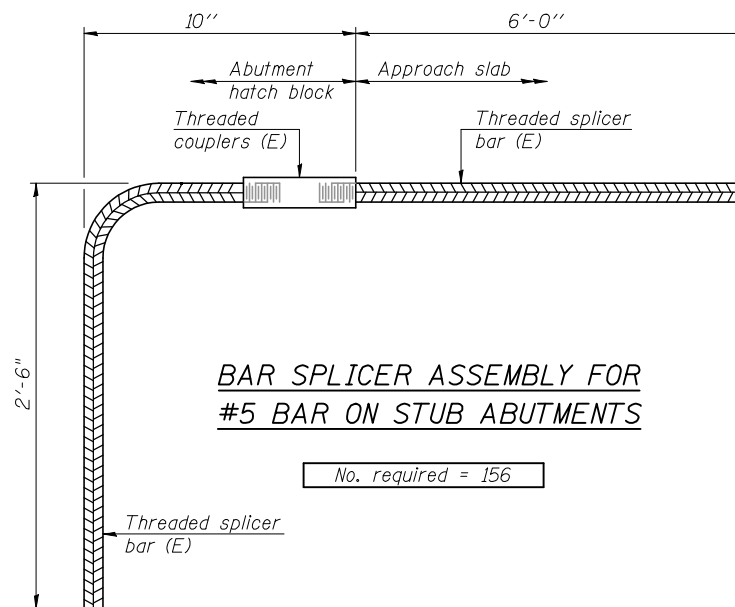 10''
6'-0''
Abutment
hatch block
Approach slab
Threaded
couplers (E)
Threaded splicer
bar (E)
2'-6"
BAR SPLICER ASSEMBLY FOR
#5 BAR ON STUB ABUTMENTS
No. required = 156
Threaded splicer
bar (E)